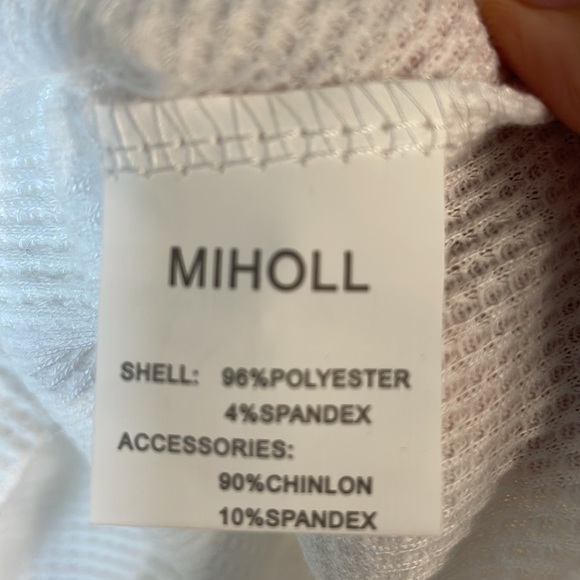 MIHOLL
SHELL: 96%POLYESTER
4%SPANDEX
ACCESSORIES:
90%CHINLON
10%SPANDEX